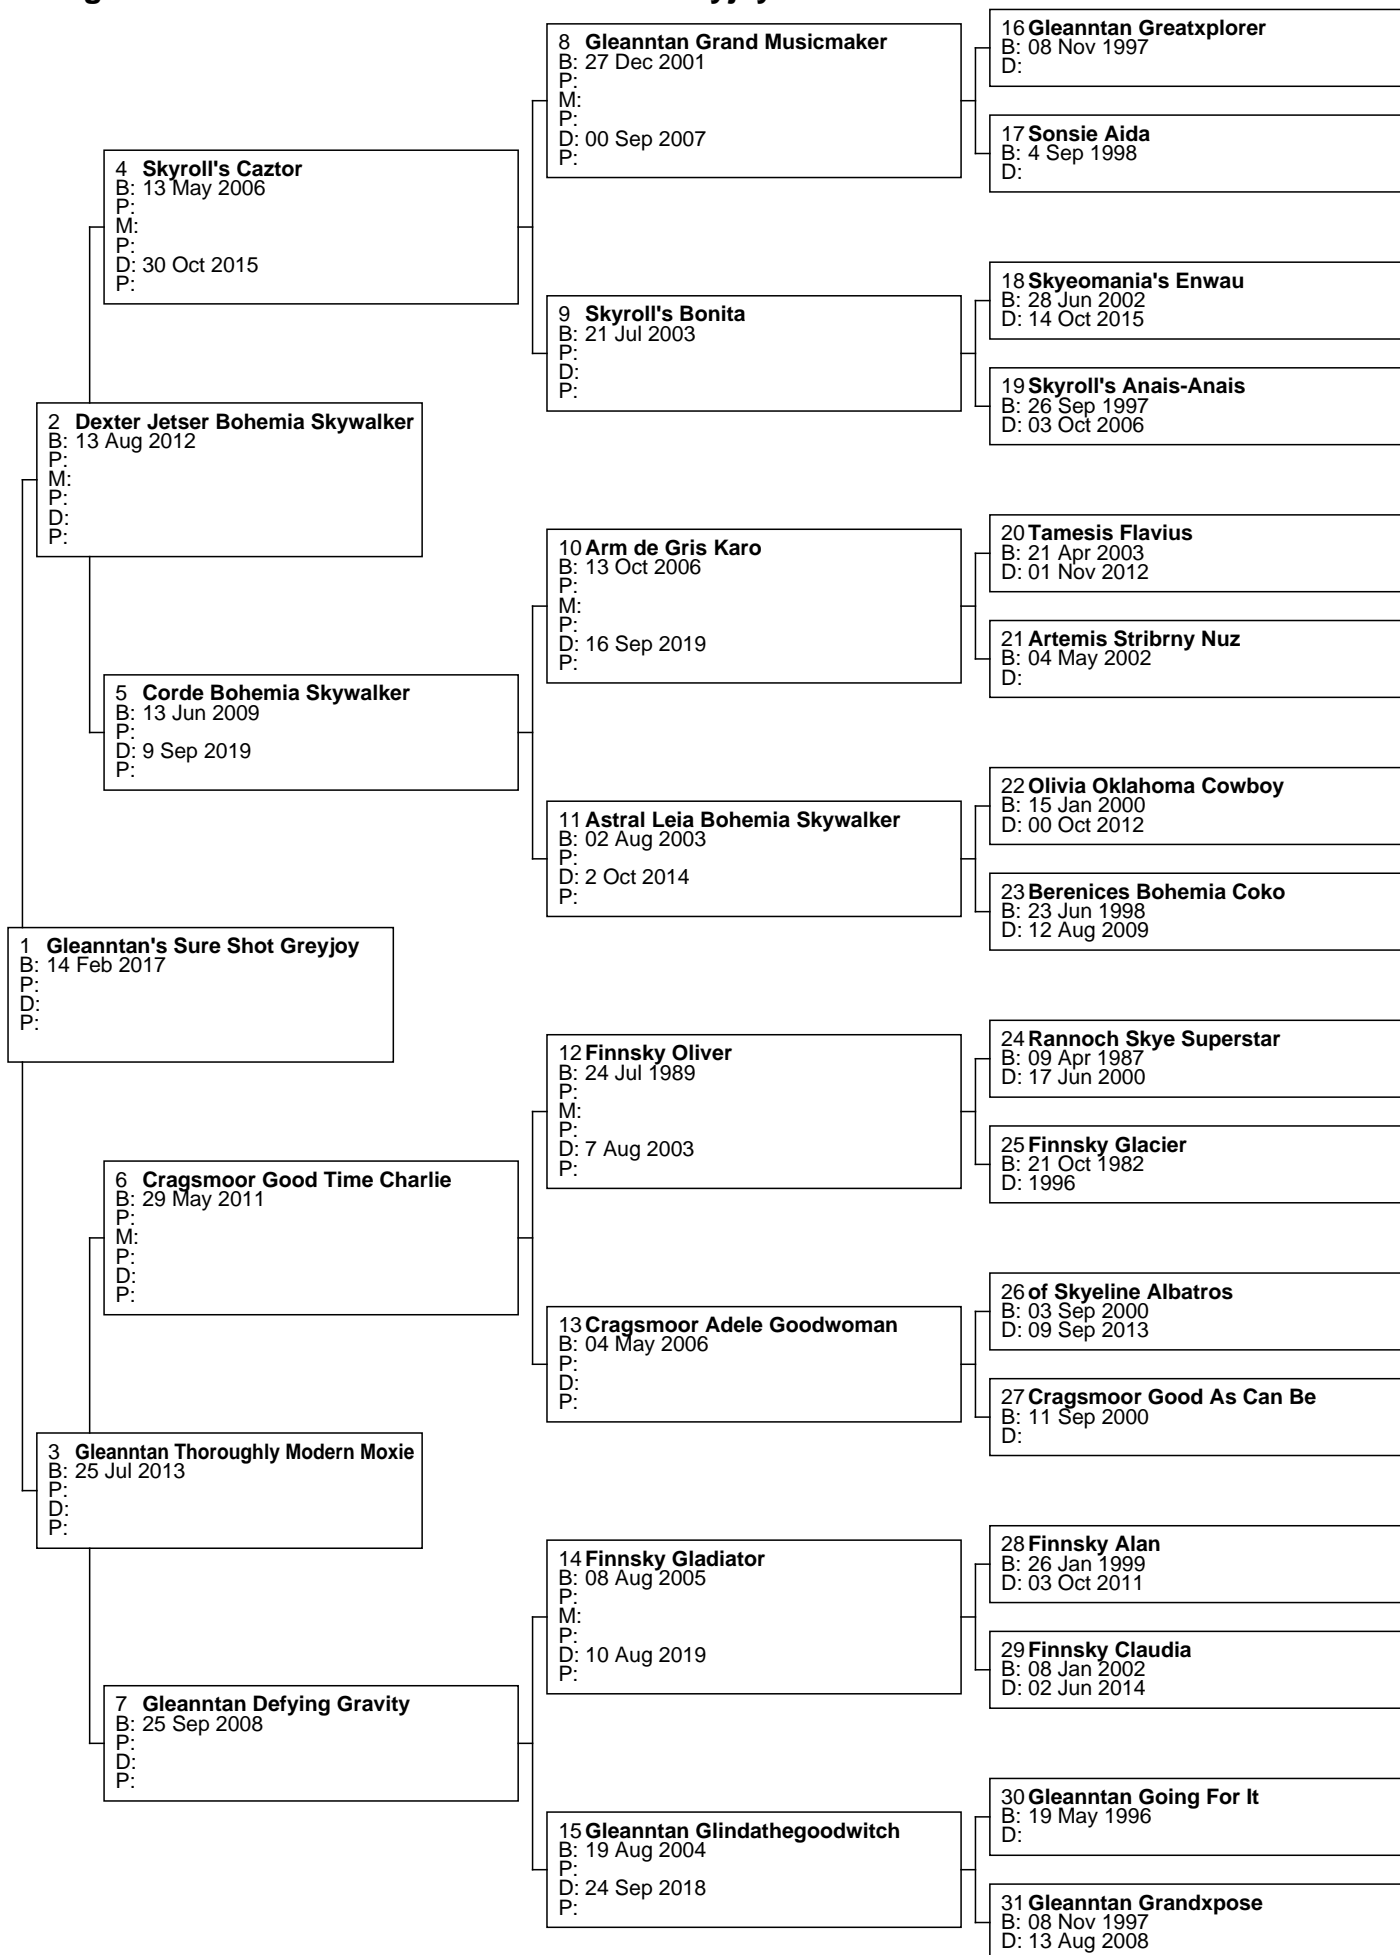 8 Gleanntan Grand Musicmaker
B: 27 Dec 2001
P:
M:
P:
D: 00 Sep 2007
P:
16 Gleanntan Greatxplorer
B: 08 Nov 1997
D:
17 Sonsie Aida
B: 4 Sep 1998
D:
4 Skyroll's Caztor
B: 13 May 2006
P:
M:
P:
D: 30 Oct 2015
P:
18 Skyeomania's Enwau
B: 28 Jun 2002
D: 14 Oct 2015
9 Skyroll's Bonita
B: 21 Jul 2003
P:
D:
P:
19 Skyroll's Anais-Anais
B: 26 Sep 1997
D: 03 Oct 2006
2 Dexter Jetser Bohemia Skywalker
B: 13 Aug 2012
P:
M:
P:
D:
P:
10 Arm de Gris Karo
B: 13 Oct 2006
P:
M:
P:
D: 16 Sep 2019
P:
20 Tamesis Flavius
B: 21 Apr 2003
D: 01 Nov 2012
21 Artemis Stribrny Nuz
B: 04 May 2002
D:
5 Corde Bohemia Skywalker
B: 13 Jun 2009
P:
D: 9 Sep 2019
P:
22 Olivia Oklahoma Cowboy
B: 15 Jan 2000
D: 00 Oct 2012
11 Astral Leia Bohemia Skywalker
B: 02 Aug 2003
P:
D: 2 Oct 2014
P:
23 Berenices Bohemia Coko
B: 23 Jun 1998
D: 12 Aug 2009
1 Gleanntan's Sure Shot Greyjoy
B: 14 Feb 2017
P:
D:
P:
12 Finnsky Oliver
B: 24 Jul 1989
P:
M:
P:
D: 7 Aug 2003
P:
24 Rannoch Skye Superstar
B: 09 Apr 1987
D: 17 Jun 2000
25 Finnsky Glacier
B: 21 Oct 1982
D: 1996
6 Cragsmoor Good Time Charlie
B: 29 May 2011
P:
M:
P:
D:
P:
26 of Skyeline Albatros
B: 03 Sep 2000
D: 09 Sep 2013
13 Cragsmoor Adele Goodwoman
B: 04 May 2006
P:
D:
P:
27 Cragsmoor Good As Can Be
B: 11 Sep 2000
D:
3 Gleanntan Thoroughly Modern Moxie
B: 25 Jul 2013
P:
D:
P:
14 Finnsky Gladiator
B: 08 Aug 2005
P:
M:
P:
D: 10 Aug 2019
P:
28 Finnsky Alan
B: 26 Jan 1999
D: 03 Oct 2011
29 Finnsky Claudia
B: 08 Jan 2002
D: 02 Jun 2014
7 Gleanntan Defying Gravity
B: 25 Sep 2008
P:
D:
P:
30 Gleanntan Going For It
B: 19 May 1996
D:
15 Gleanntan Glindathegoodwitch
B: 19 Aug 2004
P:
D: 24 Sep 2018
P:
31 Gleanntan Grandxpose
B: 08 Nov 1997
D: 13 Aug 2008